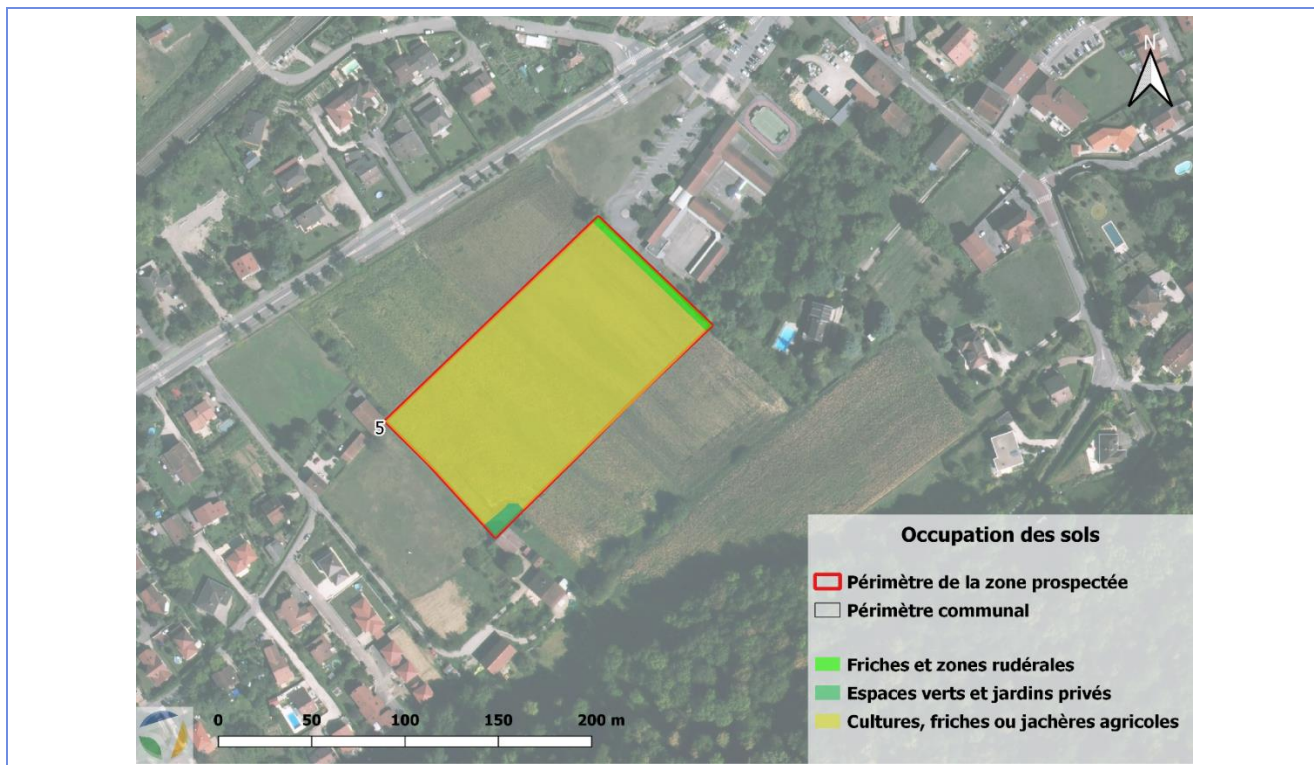 N
5
Occupation des sols
Périmètre de la zone prospectée
Périmètre communal
Friches et zones rudérales
Espaces verts et jardins privés
Cultures, friches ou jachères agricoles
0 50 100 150 200 m